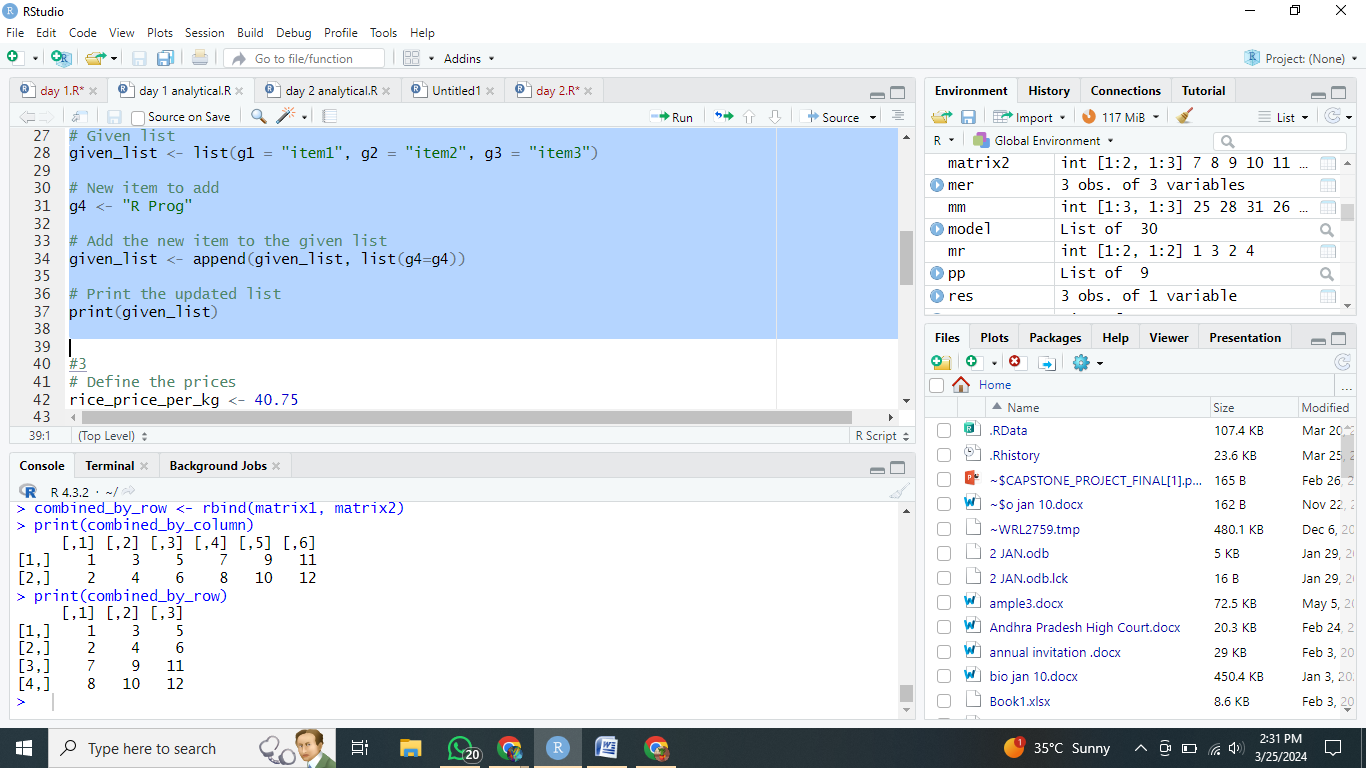 RStudio
File Edit Code View Plots Session Build Debug Profile Tools Help
Go to file/function Addins Project: (None)
day 1.R* day 1 analytical.R day 2 analytical.R Untitled1 day 2.R*
Source on Save Run Source
27 # Given list
28 given_list <- list(g1 = "item1", g2 = "item2", g3 = "item3")
29
30 # New item to add
31 g4 <- "R Prog"
32
33 # Add the new item to the given list
34 given_list <- append(given_list, list(g4=g4))
35
36 # Print the updated list
37 print(given_list)
38
39
40 #3
41 # Define the prices
42 rice_price_per_kg <- 40.75
43
39:1 (Top Level) R Script
Console Terminal Background Jobs
R 4.3.2 · ~/
> combined_by_row <- rbind(matrix1, matrix2)
> print(combined_by_column)
[,1] [,2] [,3] [,4] [,5] [,6]
[1,] 1 3 5 7 9 11
[2,] 2 4 6 8 10 12
> print(combined_by_row)
[,1] [,2] [,3]
[1,] 1 3 5
[2,] 2 4 6
[3,] 7 9 11
[4,] 8 10 12
>
Environment History Connections Tutorial
Import 117 MiB List
R Global Environment
matrix2 int [1:2, 1:3] 7 8 9 10 11 ...
mer 3 obs. of 3 variables
mm int [1:3, 1:3] 25 28 31 26 ...
model List of 30
mr int [1:2, 1:2] 1 3 2 4
pp List of 9
res 3 obs. of 1 variable
Files Plots Packages Help Viewer Presentation
Home ...
Name Size Modified
.RData 107.4 KB Mar 20,
.Rhistory 23.6 KB Mar 25,
~$CAPSTONE_PROJECT_FINAL[1].p... 165 B Feb 26,
~$o jan 10.docx 162 B Nov 22,
~WRL2759.tmp 480.1 KB Dec 6,
2 JAN.odb 5 KB Jan 29,
2 JAN.odb.lck 16 B Jan 29,
ample3.docx 72.5 KB May 5,
Andhra Pradesh High Court.docx 20.3 KB Feb 24,
annual invitation .docx 29 KB Feb 3,
bio jan 10.docx 450.4 KB Jan 3,
Book1.xlsx 8.6 KB Feb 3,
Type here to search 20 1 35°C Sunny 2:31 PM
3/25/2024